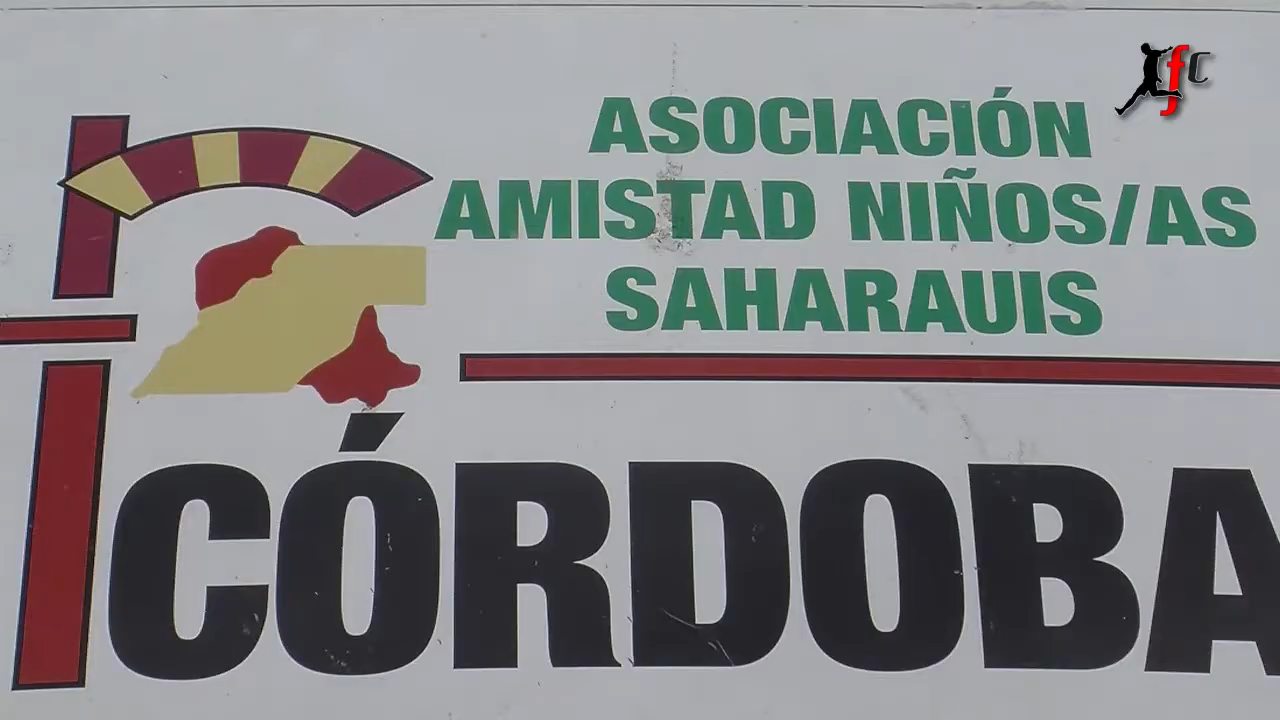 fc
ASOCIACIÓN
AMISTAD NIÑOS/AS
SAHARAUIS
CÓRDOBA